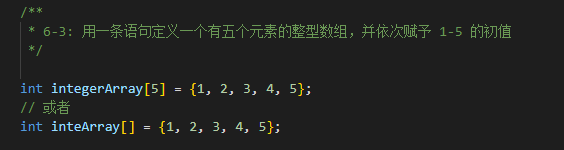 /**
* 6-3: 用一条语句定义一个有五个元素的整型数组，并依次赋予 1-5 的初值
*/
int integerArray[5] = {1, 2, 3, 4, 5};
// 或者
int inteArray[] = {1, 2, 3, 4, 5};